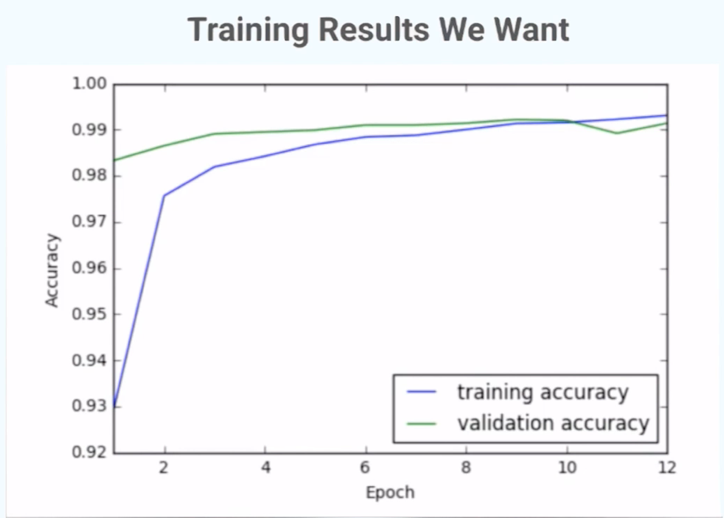 Training Results We Want
1.00
0.99
0.98
0.97
0.96
0.95
0.94
0.93
0.92
Accuracy
training accuracy
validation accuracy
2 4 6 8 10 12
Epoch